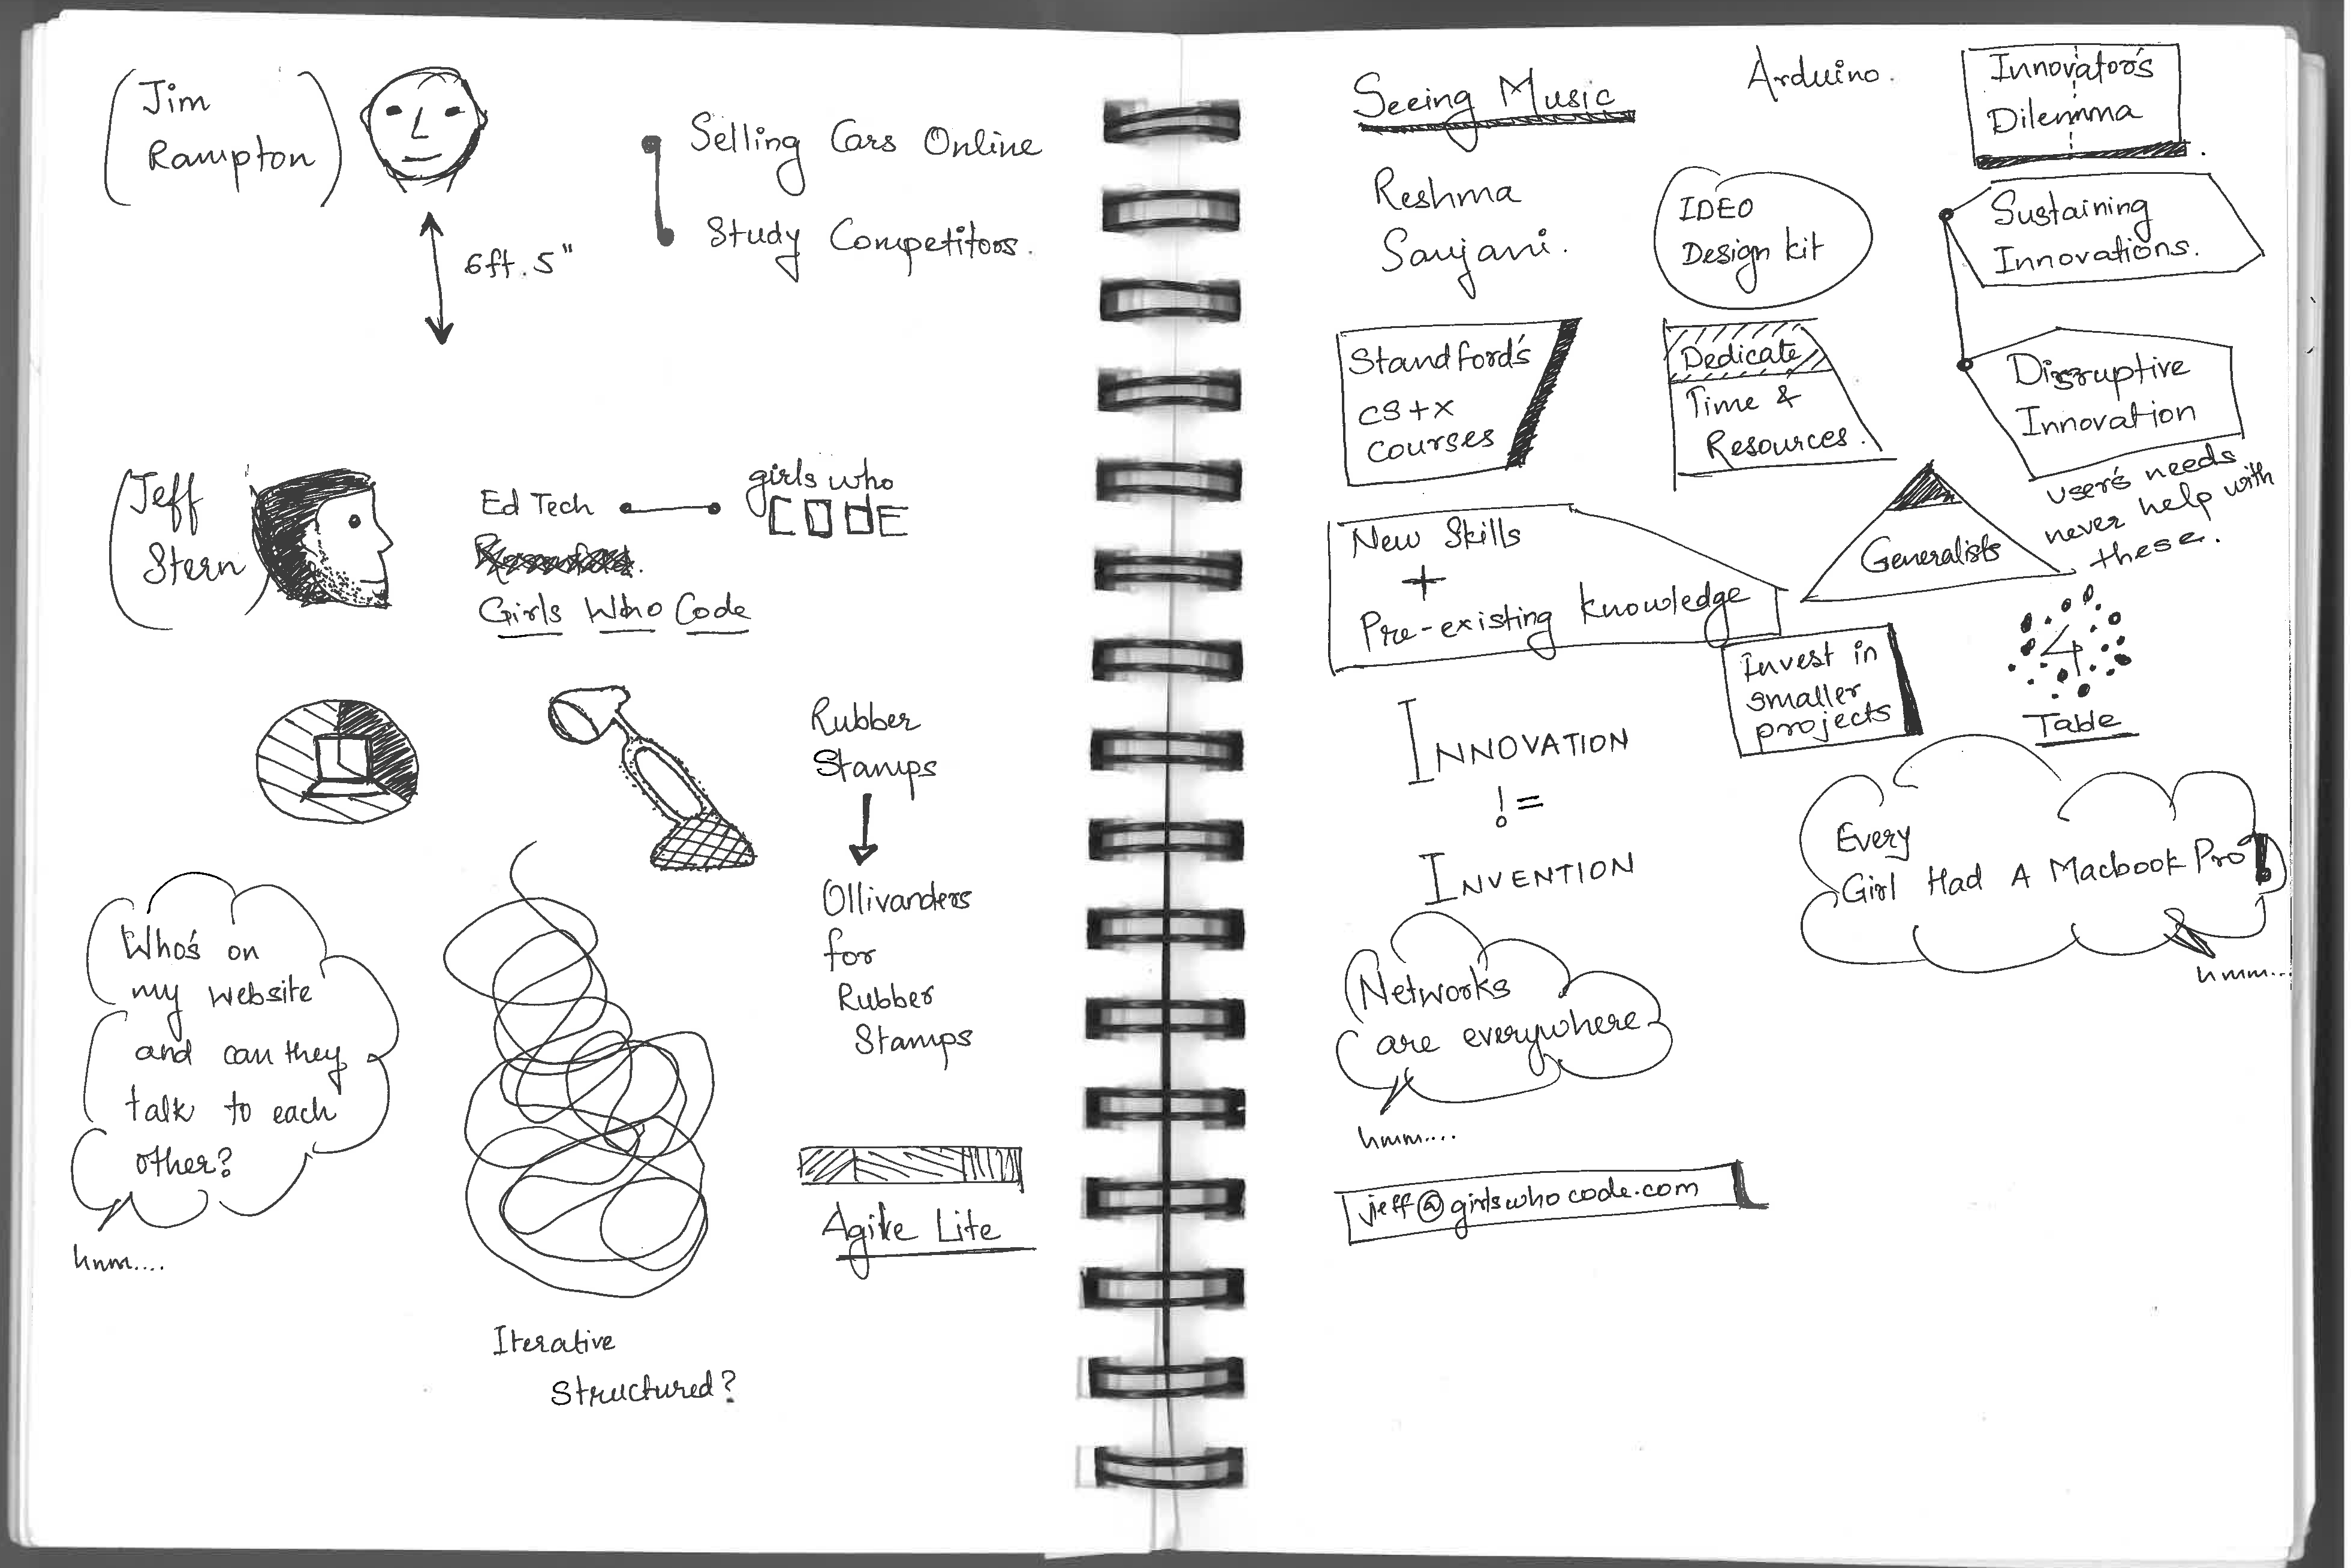 Jim
Rampton
6ft. 5"
Selling Cars Online
Study Competitors.
Jeff
Stern
Ed Tech
girls who
CODE
Girls Who Code
Rubber
Stamps
Ollivanders
for
Rubber
Stamps
Who's on
my website
and can they
talk to each
other?
hmm....
Iterative
Structured?
Agile Lite
Seeing Music
Reshma
Saujani.
Arduino.
IDEO
Design kit
Innovator's
Dilemma
Sustaining
Innovations.
Disruptive
Innovation
user's needs
never help with
these.
Standford's
CS+X
courses
Dedicate
Time &
Resources.
New Skills
+
Pre-existing knowledge
Generalists
Invest in
smaller
projects
4
Table
INNOVATION
!=
INVENTION
Every
Girl Had A Macbook Pro!
hmm...
Networks
are everywhere
hmm....
jeff@girlswhocode.com